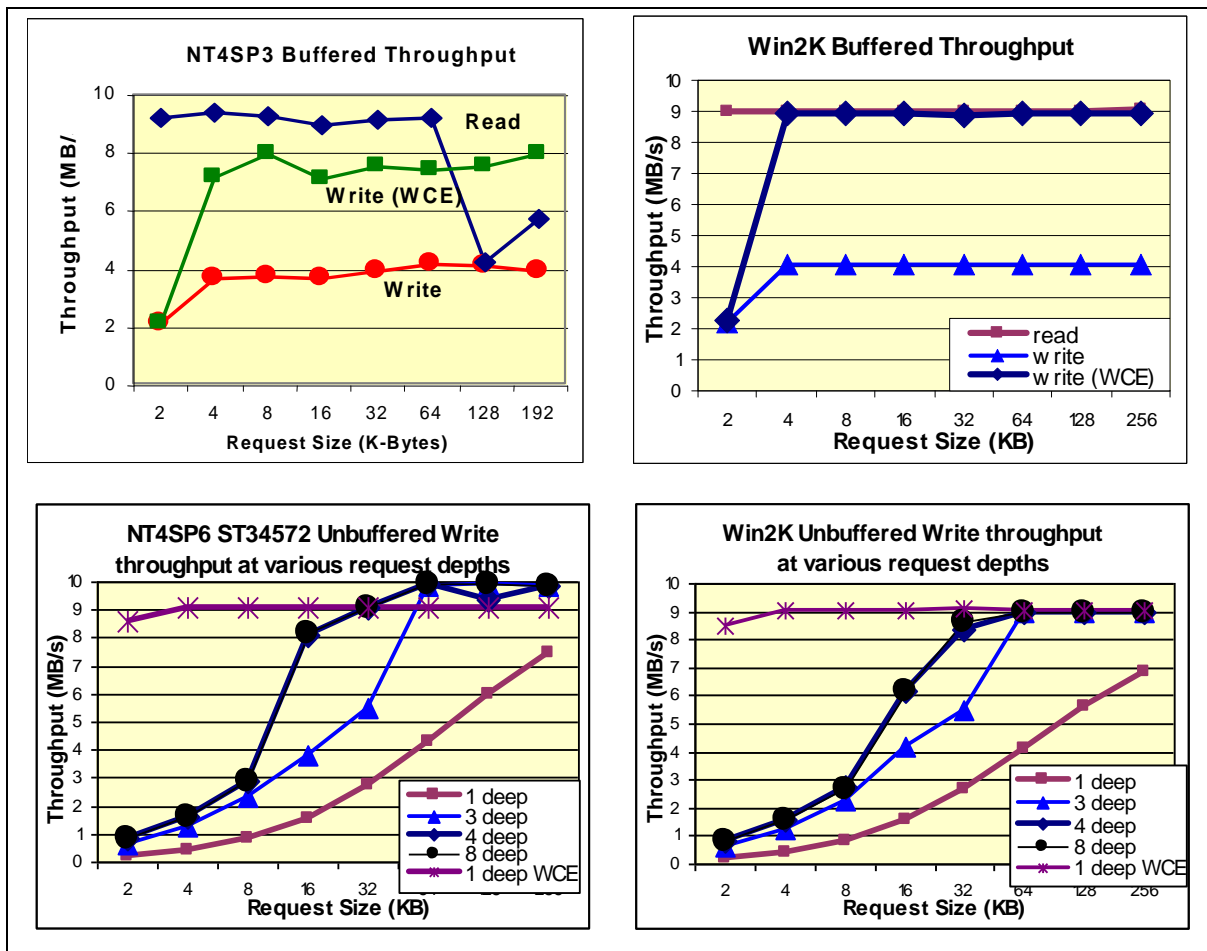 NT4SP3 Buffered Throughput
Throughput (MB/
10
8
6
4
2
0
Read
Write (WCE)
Write
2 4 8 16 32 64 128 192
Request Size (K-Bytes)
Win2K Buffered Throughput
Throughput (MB/s)
10
9
8
7
6
5
4
3
2
1
0
read
write
write (WCE)
2 4 8 16 32 64 128 256
Request Size (KB)
NT4SP6 ST34572 Unbuffered Write
throughput at various request depths
Throughput (MB/s)
10
9
8
7
6
5
4
3
2
1
0
1 deep
3 deep
4 deep
8 deep
1 deep WCE
2 4 8 16 32
Request Size (KB)
Win2K Unbuffered Write throughput
at various request depths
Throughput (MB/s)
10
9
8
7
6
5
4
3
2
1
0
1 deep
3 deep
4 deep
8 deep
1 deep WCE
2 4 8 16 32 64 128 256
Request Size (KB)